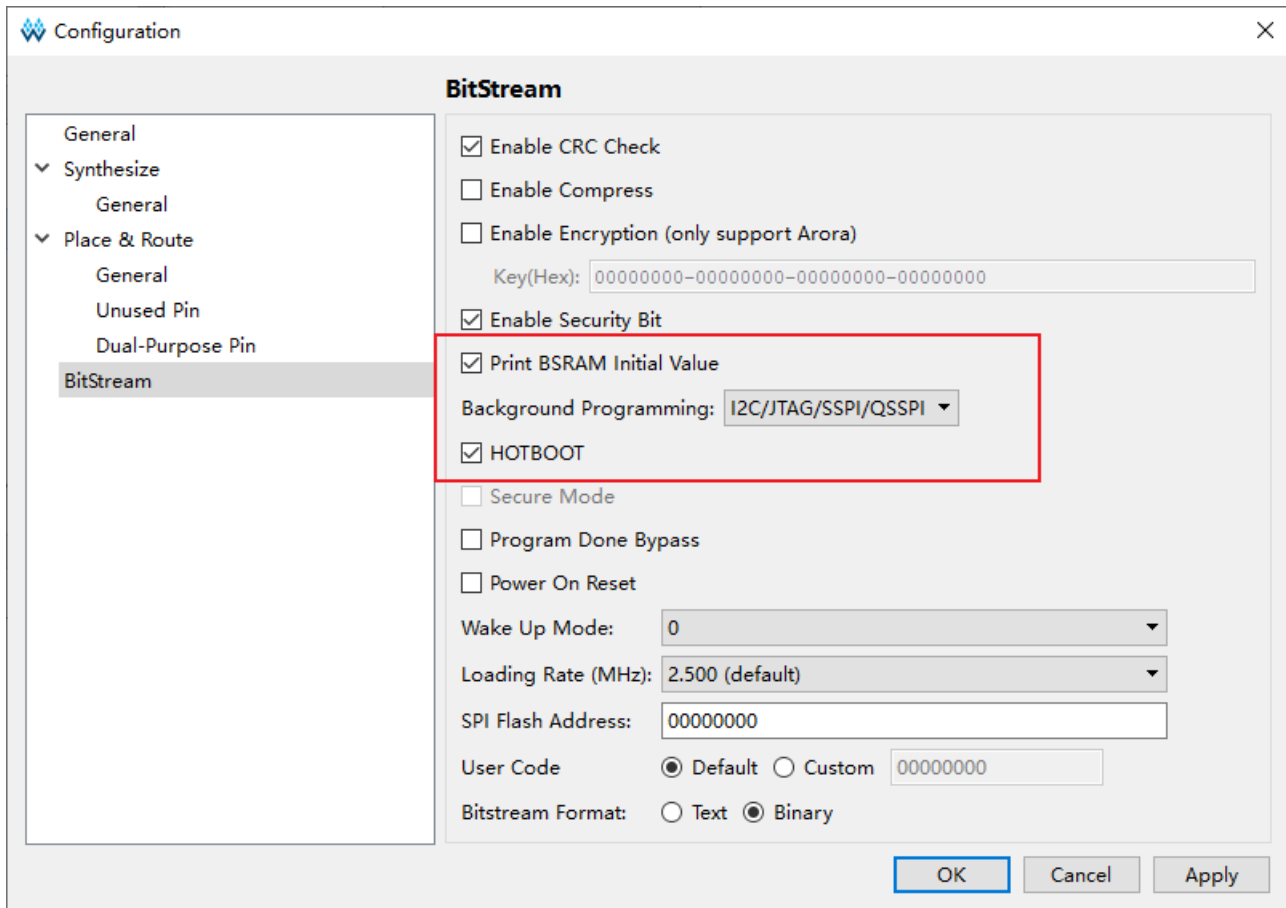 Configuration
BitStream
General
Synthesize
General
Place & Route
General
Unused Pin
Dual-Purpose Pin
BitStream
Enable CRC Check
Enable Compress
Enable Encryption (only support Arora)
Key(Hex): 00000000-00000000-00000000-00000000
Enable Security Bit
Print BSRAM Initial Value
Background Programming: I2C/JTAG/SSPI/QSSPI
HOTBOOT
Secure Mode
Program Done Bypass
Power On Reset
Wake Up Mode: 0
Loading Rate (MHz): 2.500 (default)
SPI Flash Address: 00000000
User Code Default Custom 00000000
Bitstream Format: Text Binary
OK Cancel Apply